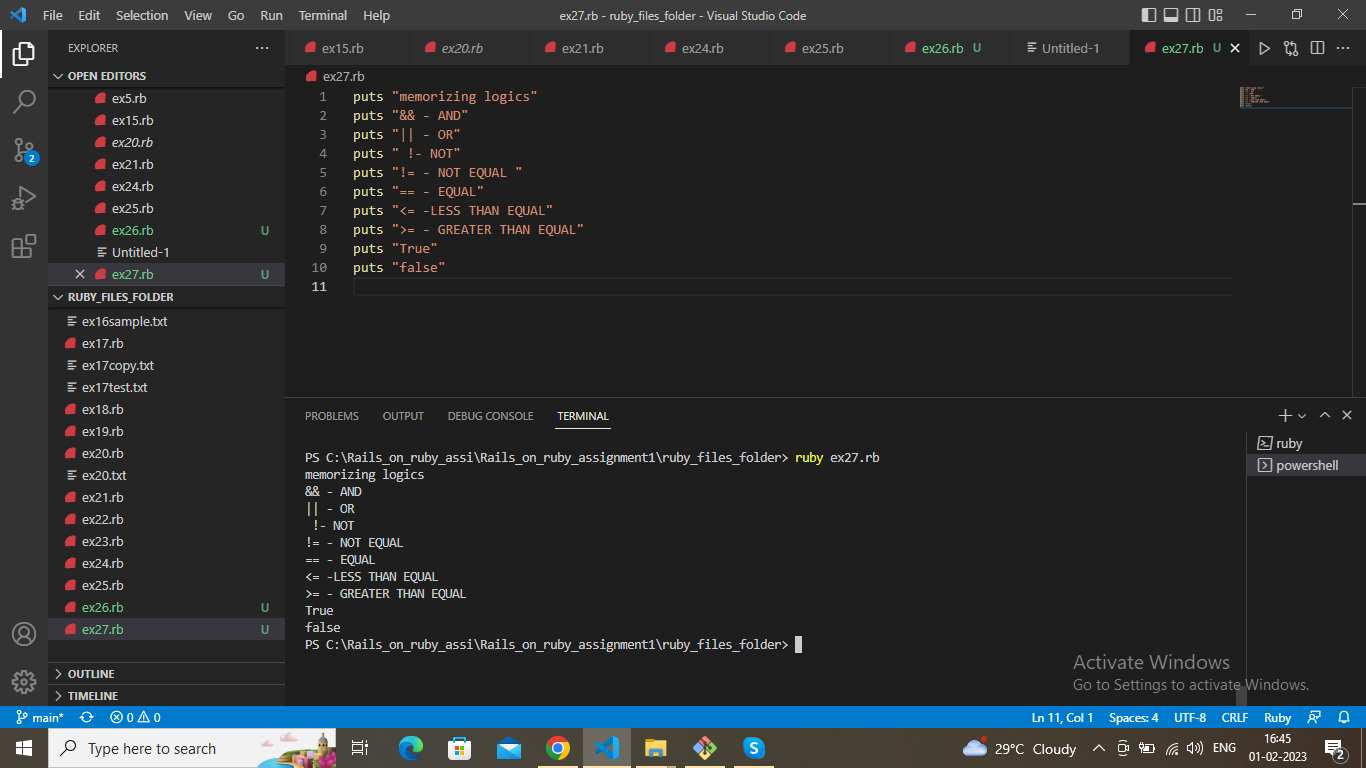 File Edit Selection View Go Run Terminal Help
ex27.rb - ruby_files_folder - Visual Studio Code
EXPLORER
OPEN EDITORS
ex5.rb
ex15.rb
ex20.rb
ex21.rb
ex24.rb
ex25.rb
ex26.rb U
Untitled-1
ex27.rb U
RUBY_FILES_FOLDER
ex16sample.txt
ex17.rb
ex17copy.txt
ex17test.txt
ex18.rb
ex19.rb
ex20.rb
ex20.txt
ex21.rb
ex22.rb
ex23.rb
ex24.rb
ex25.rb
ex26.rb U
ex27.rb U
OUTLINE
TIMELINE
2
ex15.rb ex20.rb ex21.rb ex24.rb ex25.rb ex26.rb U Untitled-1 ex27.rb U
ex27.rb
1 puts "memorizing logics"
2 puts "&& - AND"
3 puts "|| - OR"
4 puts " !- NOT"
5 puts "!= - NOT EQUAL "
6 puts "== - EQUAL"
7 puts "<= -LESS THAN EQUAL"
8 puts ">= - GREATER THAN EQUAL"
9 puts "True"
10 puts "false"
11
PROBLEMS OUTPUT DEBUG CONSOLE TERMINAL
PS C:\Rails_on_ruby_assi\Rails_on_ruby_assignment1\ruby_files_folder> ruby ex27.rb
memorizing logics
&& - AND
|| - OR
 !- NOT
!= - NOT EQUAL
== - EQUAL
<= -LESS THAN EQUAL
>= - GREATER THAN EQUAL
True
false
PS C:\Rails_on_ruby_assi\Rails_on_ruby_assignment1\ruby_files_folder>
ruby
powershell
Activate Windows
Go to Settings to activate Windows.
main* 0 0 Ln 11, Col 1 Spaces: 4 UTF-8 CRLF Ruby
Type here to search
29°C Cloudy
ENG
16:45
01-02-2023
2